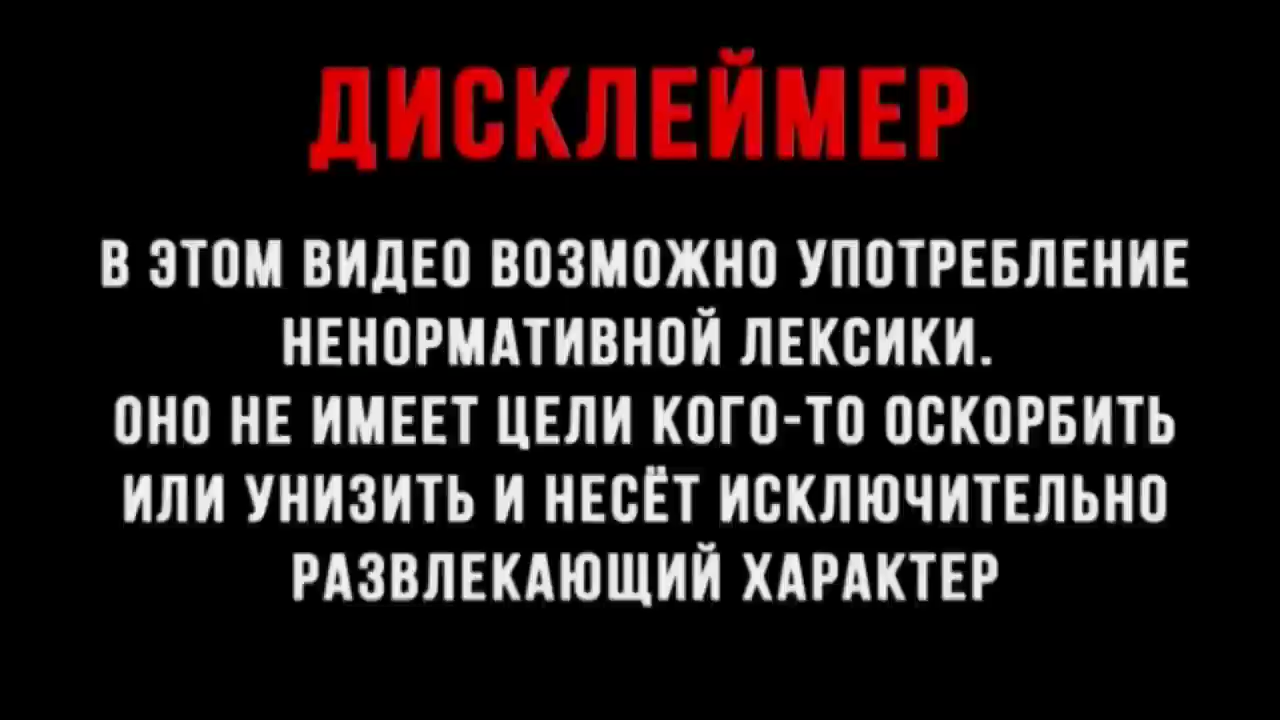 ДИСКЛЕЙМЕР
В ЭТОМ ВИДЕО ВОЗМОЖНО УПОТРЕБЛЕНИЕ
НЕНОРМАТИВНОЙ ЛЕКСИКИ.
ОНО НЕ ИМЕЕТ ЦЕЛИ КОГО-ТО ОСКОРБИТЬ
ИЛИ УНИЗИТЬ И НЕСЁТ ИСКЛЮЧИТЕЛЬНО
РАЗВЛЕКАЮЩИЙ ХАРАКТЕР